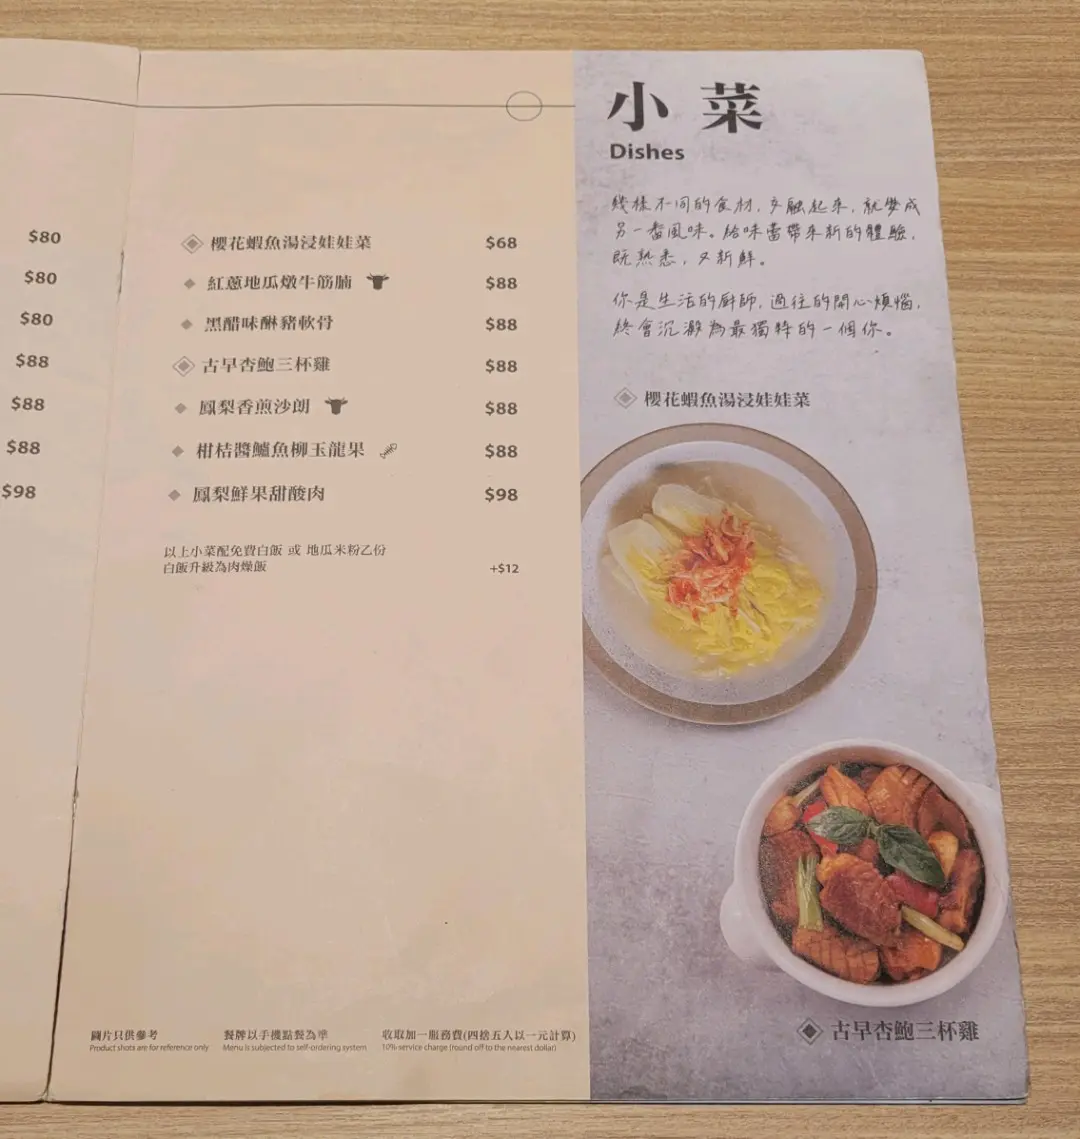 $80
$80
$80
$88
$88
$88
$98
櫻花蝦魚湯浸娃娃菜 $68
紅蔥地瓜燉牛筋腩 $88
黑醋味醂豬軟骨 $88
古早杏鮑三杯雞 $88
鳳梨香煎沙朗 $88
柑桔醬鱸魚柳玉龍果 $88
鳳梨鮮果甜酸肉 $98
以上小菜配免費白飯 或 地瓜米粉乙份
白飯升級為肉燥飯 +$12
圖片只供參考
Product shots are for reference only
餐牌以手機點餐為準
Menu is subjected to self-ordering system
收取加一服務費(四捨五入以一元計算)
10% service charge (round off to the nearest dollar)
小菜
Dishes
幾樣不同的食材，交融起來，就變成
另一番風味。給味蕾帶來新的體驗，
既熟悉，又新鮮。
你是生活的廚師，過往的開心煩惱，
終會沉澱為最獨特的一個你。
櫻花蝦魚湯浸娃娃菜
古早杏鮑三杯雞